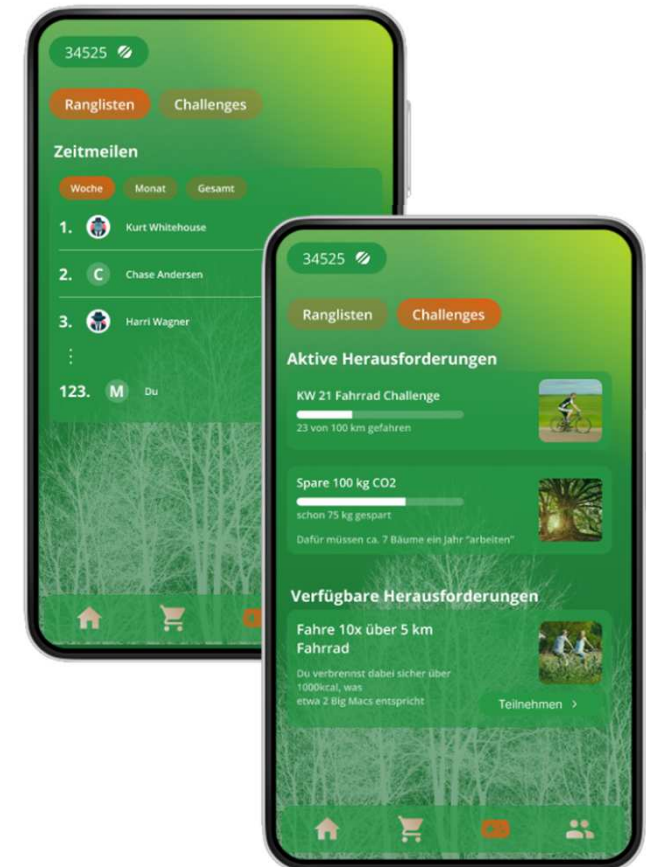 34525
Ranglisten Challenges
Zeitmeilen
Woche Monat Gesamt
1. Kurt Whitehouse
2. C Chase Andersen
3. Harri Wagner
123. M Du
34525
Ranglisten Challenges
Aktive Herausforderungen
KW 21 Fahrrad Challenge
23 von 100 km gefahren
Spare 100 kg CO2
schon 75 kg gespart
Dafür müssen ca. 7 Bäume ein Jahr "arbeiten"
Verfügbare Herausforderungen
Fahre 10x über 5 km
Fahrrad
Du verbrennst dabei sicher über
1000kcal, was
etwa 2 Big Macs entspricht
Teilnehmen >